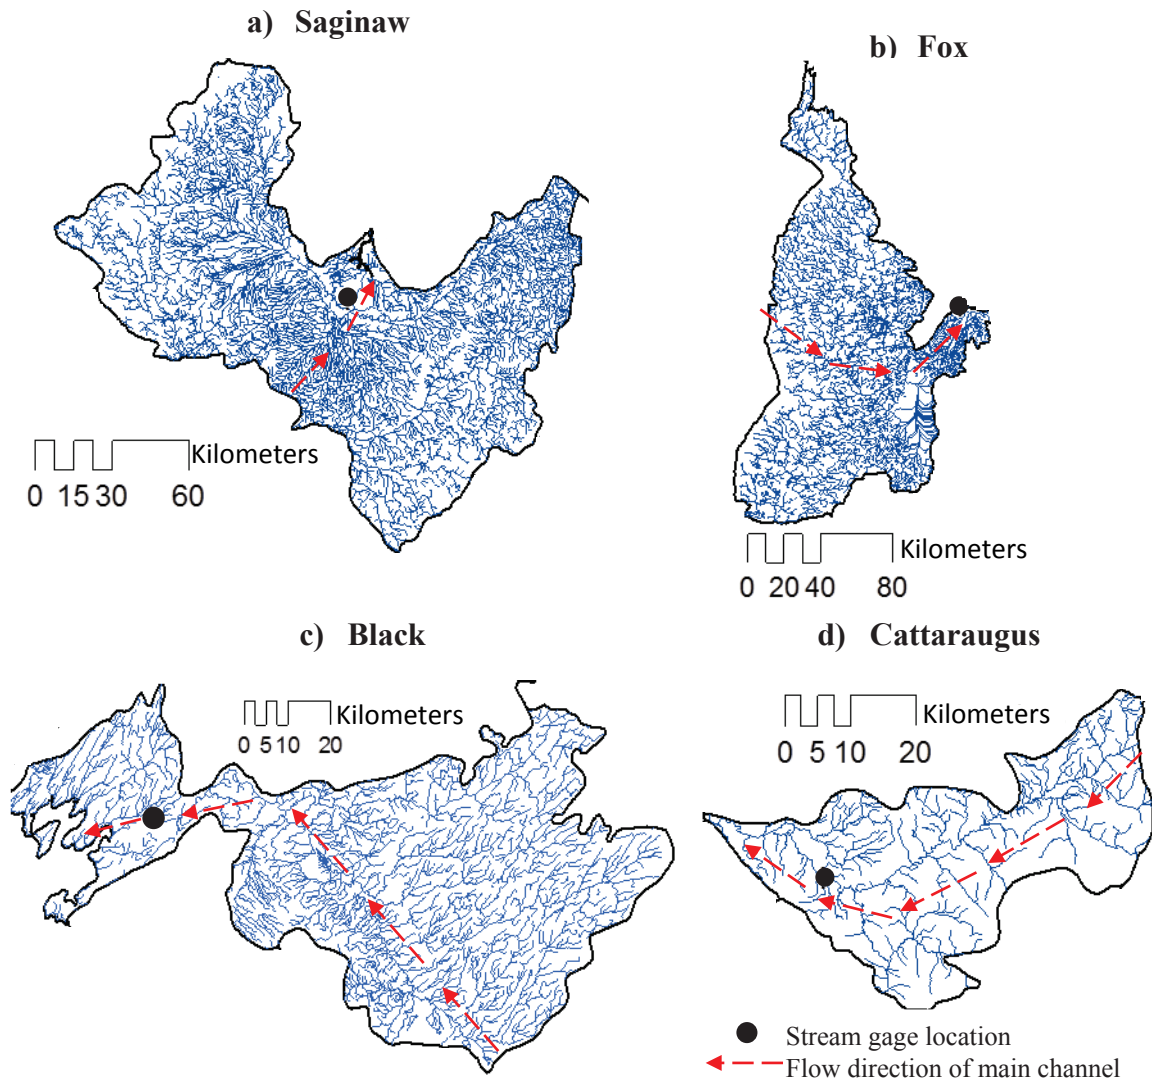 a) Saginaw
b) Fox
Kilometers
0 15 30 60
Kilometers
0 20 40 80
c) Black
d) Cattaraugus
Kilometers
0 5 10 20
Kilometers
0 5 10 20
Stream gage location
Flow direction of main channel